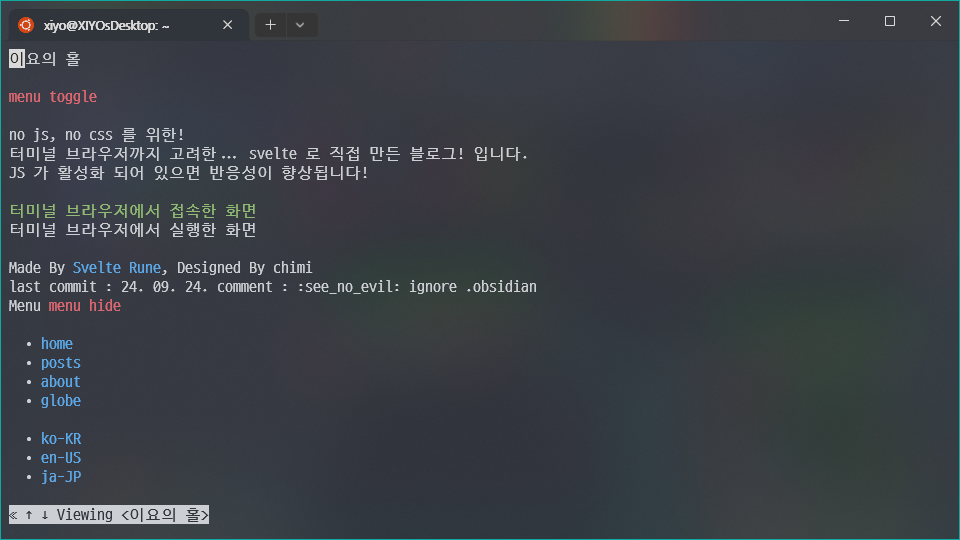 xiyo@XIYOsDesktop: ~
이요의 홀
menu toggle
no js, no css 를 위한!
터미널 브라우저까지 고려한... svelte 로 직접 만든 블로그! 입니다.
JS 가 활성화 되어 있으면 반응성이 향상됩니다!
터미널 브라우저에서 접속한 화면
터미널 브라우저에서 실행한 화면
Made By Svelte Rune, Designed By chimi
last commit : 24. 09. 24. comment : :see_no_evil: ignore .obsidian
Menu menu hide
• home
• posts
• about
• globe
• ko-KR
• en-US
• ja-JP
≪ ↑ ↓ Viewing <이요의 홀>